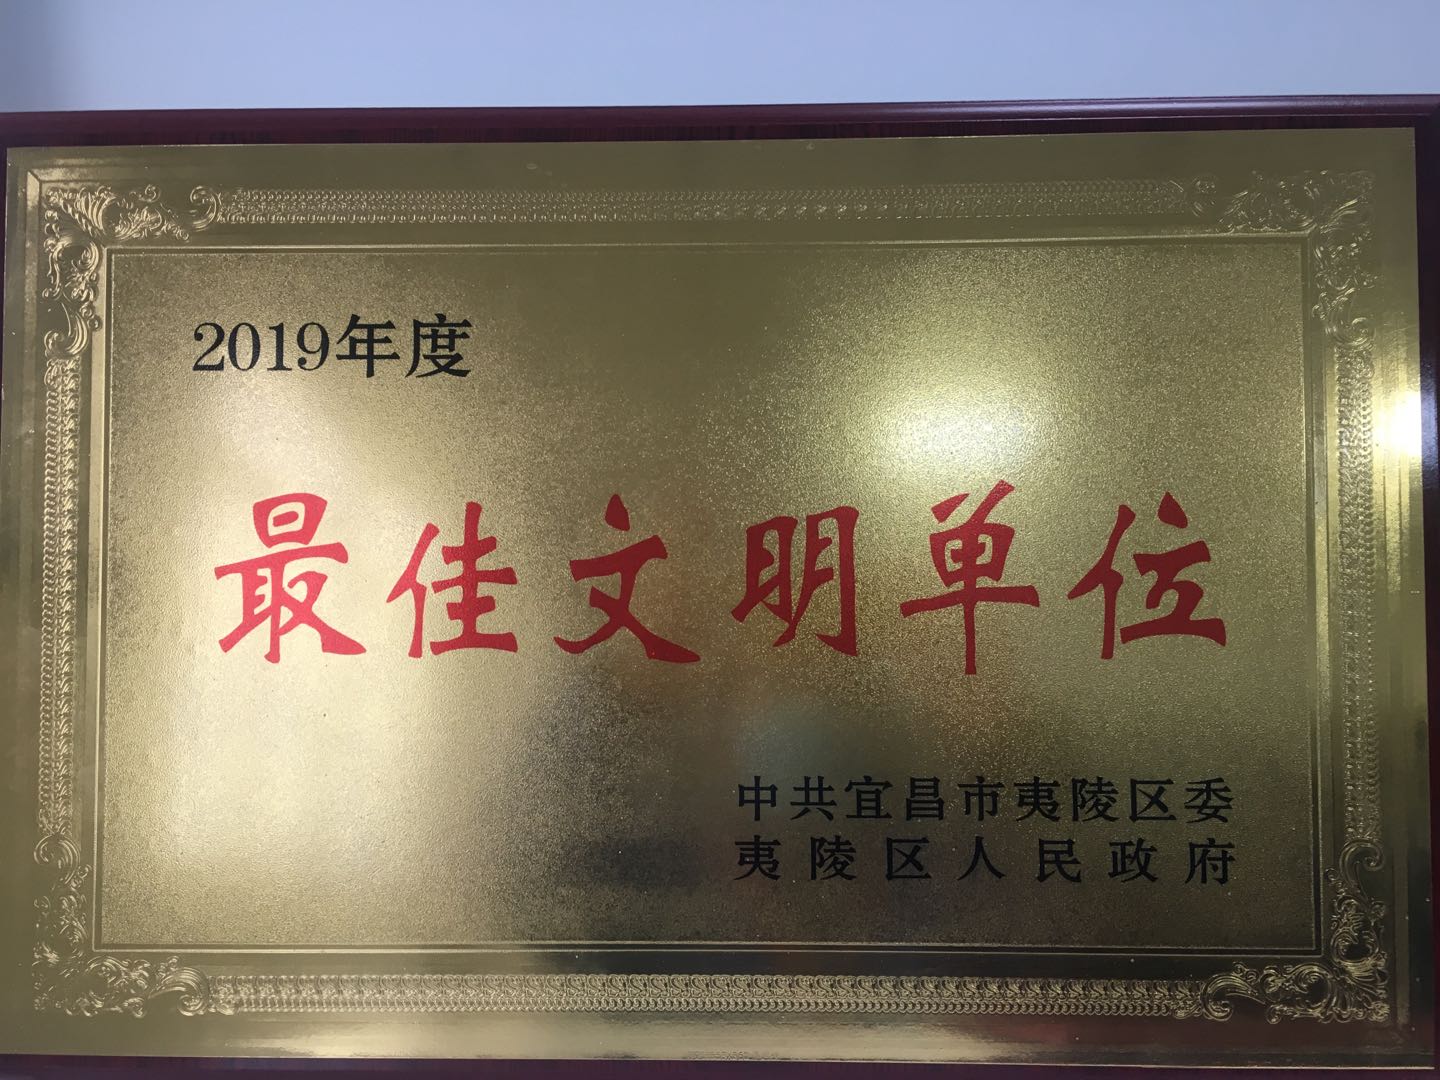 2019年度
最佳文明单位
中共宜昌市夷陵区委
夷陵区人民政府